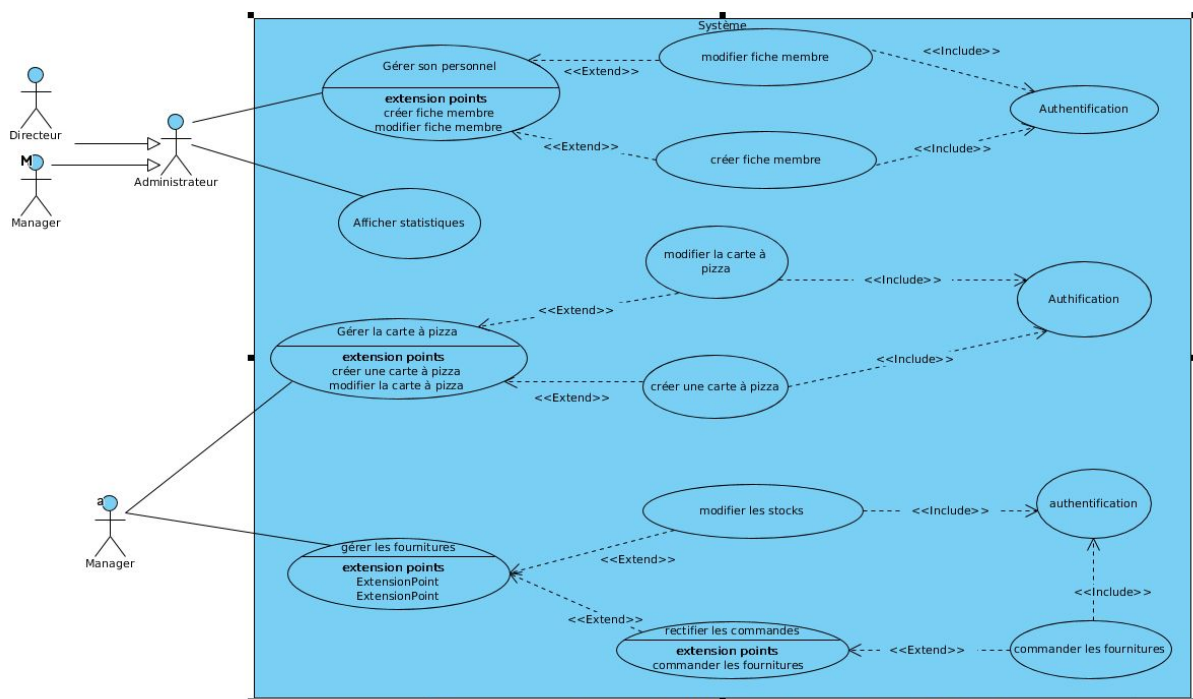 Système
Gérer son personnel
extension points
créer fiche membre
modifier fiche membre
<<Extend>>
modifier fiche membre
<<Include>>
Authentification
<<Extend>>
créer fiche membre
<<Include>>
Directeur
M
Manager
Administrateur
Afficher statistiques
modifier la carte à
pizza
<<Include>>
Authification
<<Extend>>
Gérer la carte à pizza
extension points
créer une carte à pizza
modifier la carte à pizza
<<Extend>>
créer une carte à pizza
<<Include>>
a
Manager
gérer les fournitures
extension points
ExtensionPoint
ExtensionPoint
modifier les stocks
<<Include>>
authentification
<<Extend>>
<<Extend>>
rectifier les commandes
extension points
commander les fournitures
<<Extend>>
commander les fournitures
<<Include>>